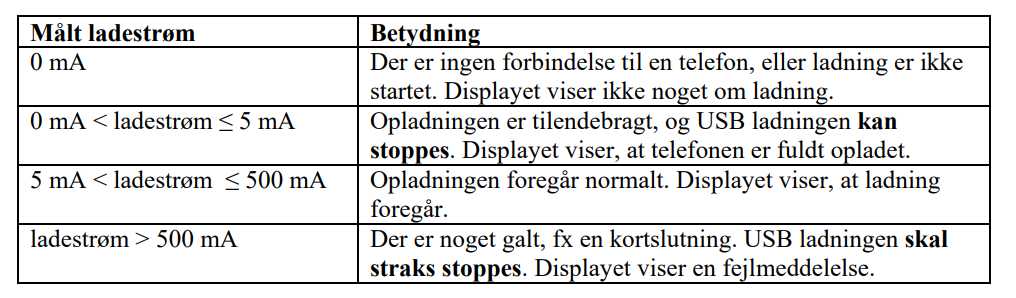 Målt ladestrøm
Betydning
0 mA
Der er ingen forbindelse til en telefon, eller ladning er ikke
startet. Displayet viser ikke noget om ladning.
0 mA < ladestrøm ≤ 5 mA
Opladningen er tilendebragt, og USB ladningen kan
stoppes. Displayet viser, at telefonen er fuldt opladet.
5 mA < ladestrøm ≤ 500 mA
Opladningen foregår normalt. Displayet viser, at ladning
foregår.
ladestrøm > 500 mA
Der er noget galt, fx en kortslutning. USB ladningen skal
straks stoppes. Displayet viser en fejlmeddelelse.